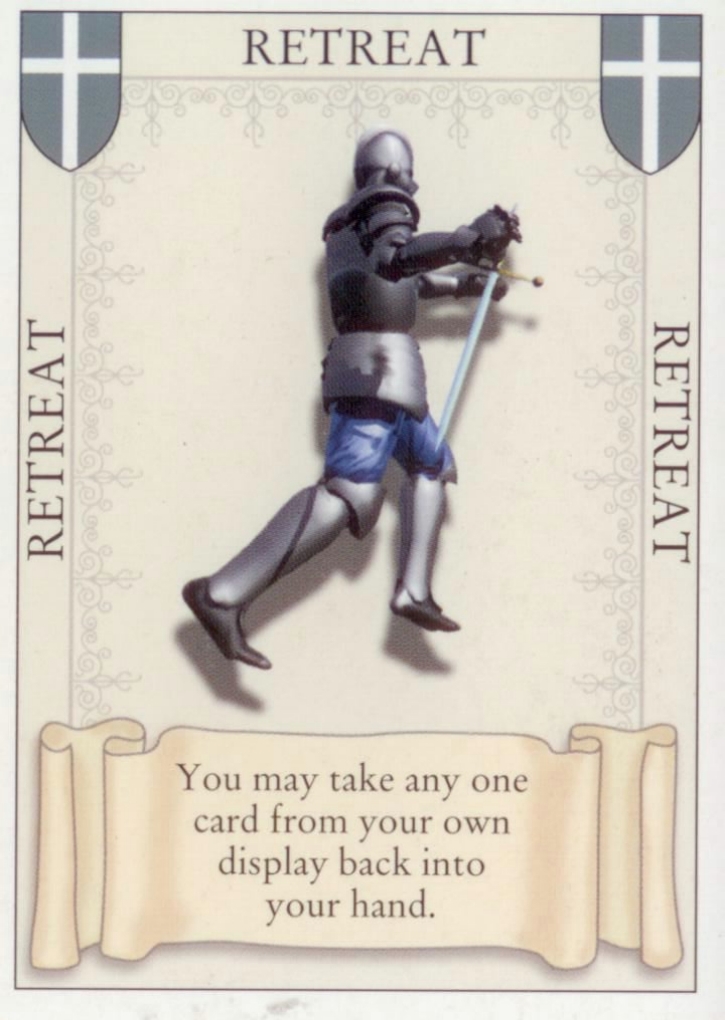 RETREAT
RETREAT
RETREAT
You may take any one
card from your own
display back into
your hand.